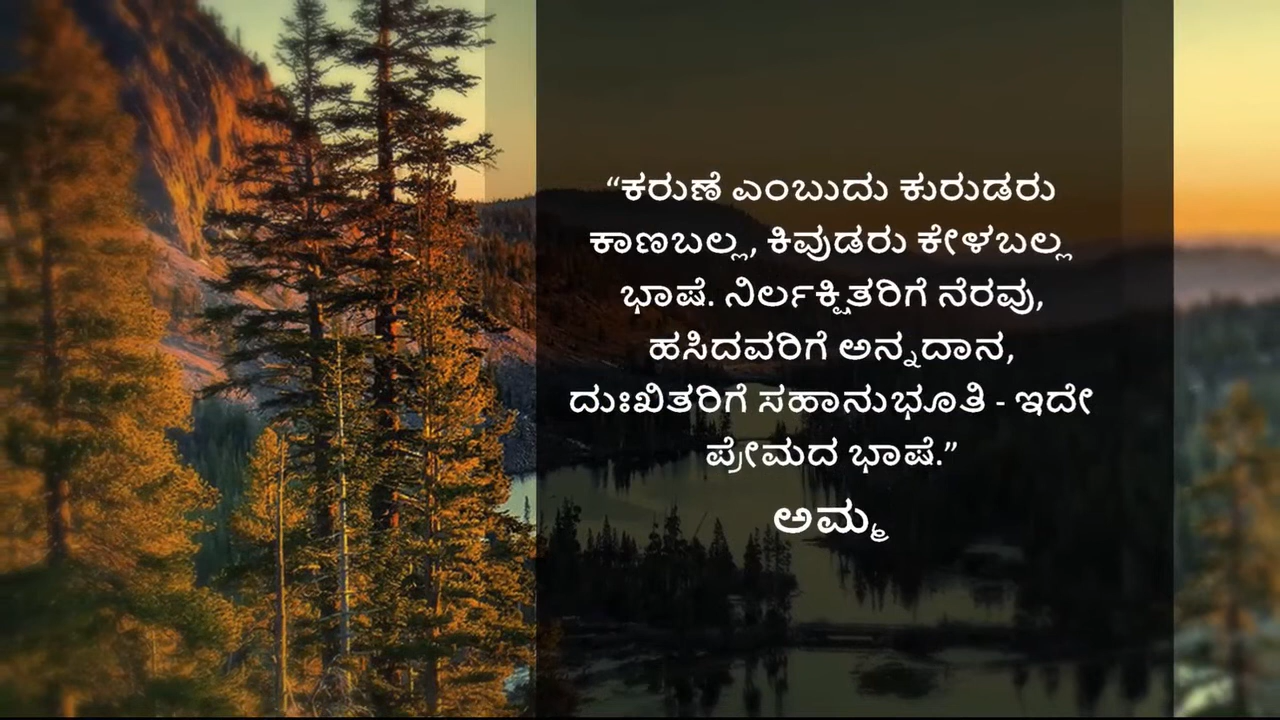 “ಕರುಣೆ ಎಂಬುದು ಕುರುಡರು
ಕಾಣಬಲ್ಲ, ಕಿವುಡರು ಕೇಳಬಲ್ಲ
ಭಾಷೆ. ನಿರ್ಲಕ್ಷಿತರಿಗೆ ನೆರವು,
ಹಸಿದವರಿಗೆ ಅನ್ನದಾನ,
ದುಃಖಿತರಿಗೆ ಸಹಾನುಭೂತಿ - ಇದೇ
ಪ್ರೇಮದ ಭಾಷೆ.”
ಅಮ್ಮ